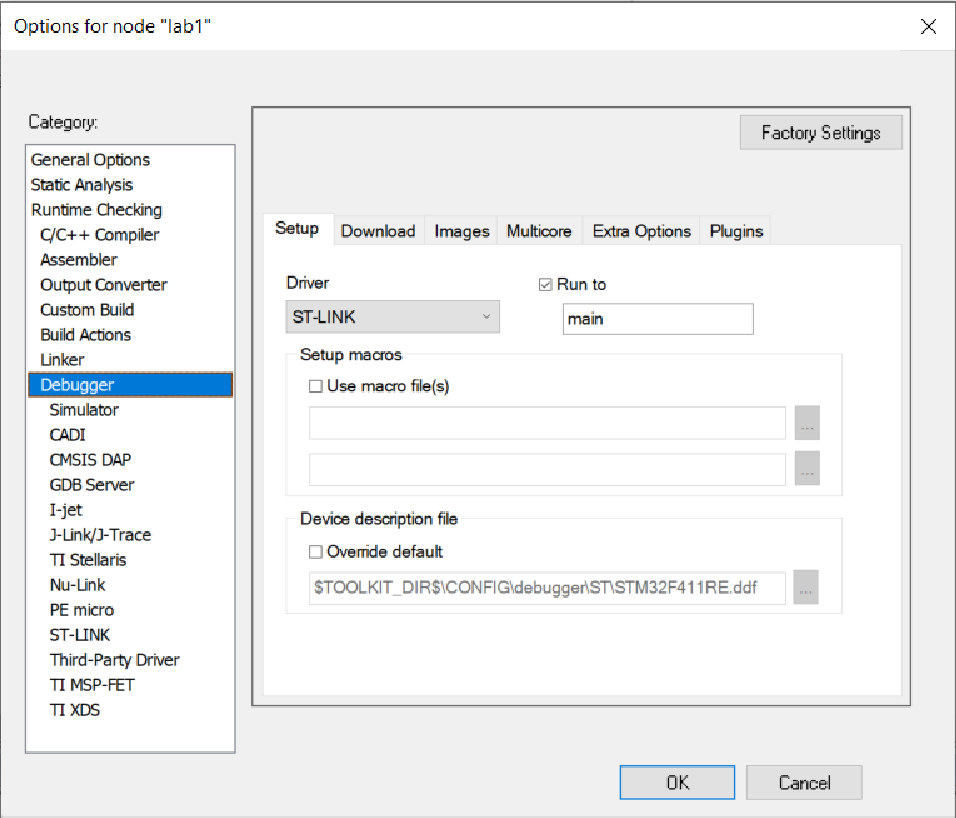 Options for node "lab1"
Category:
General Options
Static Analysis
Runtime Checking
C/C++ Compiler
Assembler
Output Converter
Custom Build
Build Actions
Linker
Debugger
Simulator
CADI
CMSIS DAP
GDB Server
I-jet
J-Link/J-Trace
TI Stellaris
Nu-Link
PE micro
ST-LINK
Third-Party Driver
TI MSP-FET
TI XDS
Factory Settings
Setup Download Images Multicore Extra Options Plugins
Driver
ST-LINK
Run to
main
Setup macros
Use macro file(s)
...
...
Device description file
Override default
$TOOLKIT_DIR$\CONFIG\debugger\ST\STM32F411RE.ddf
...
OK Cancel